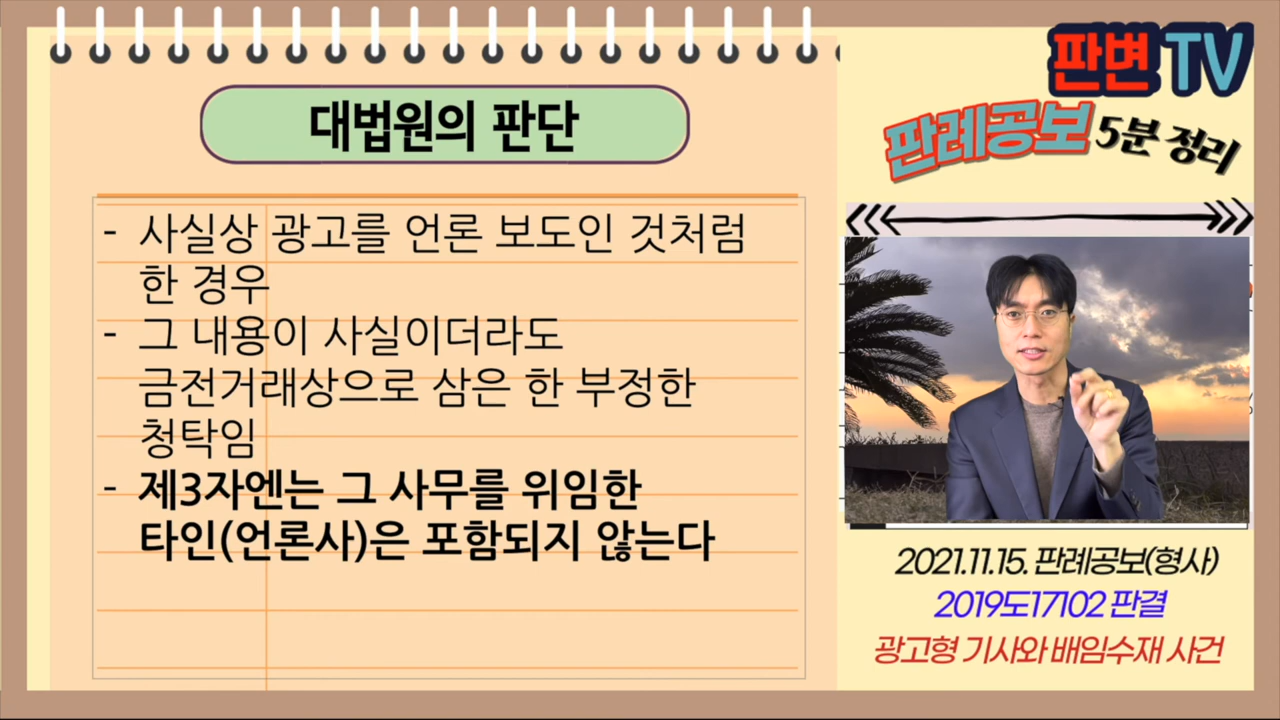 대법원의 판단
- 사실상 광고를 언론 보도인 것처럼
한 경우
- 그 내용이 사실이더라도
금전거래상으로 삼은 한 부정한
청탁임
- 제3자엔는 그 사무를 위임한
타인(언론사)은 포함되지 않는다
판변 TV
판례공보 5분 정리
2021.11.15. 판례공보(형사)
2019도17102 판결
광고형 기사와 배임수재 사건